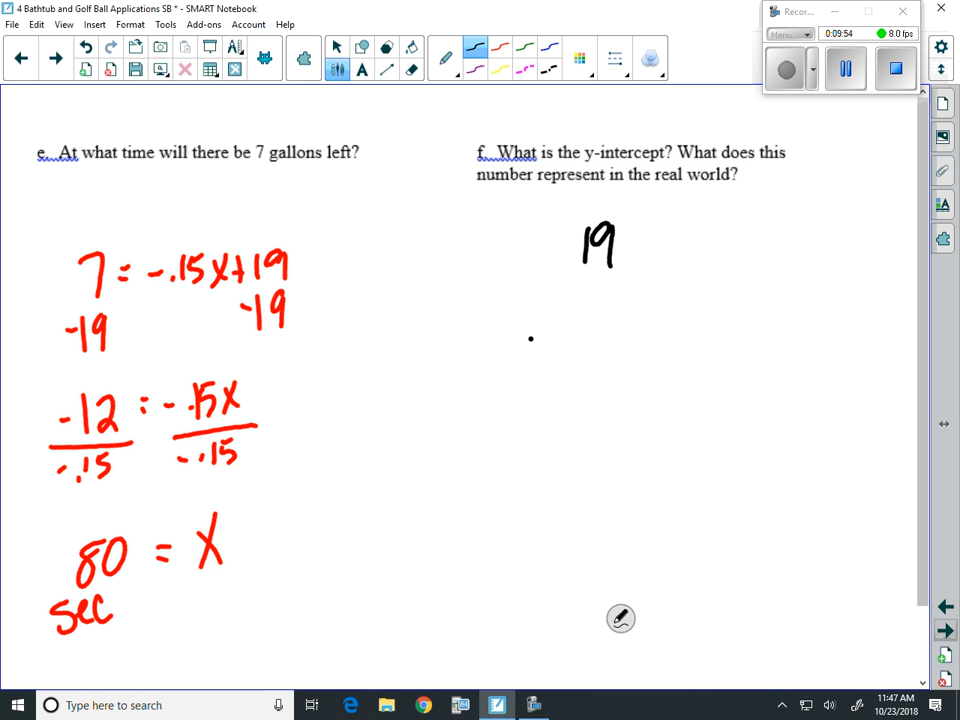 4 Bathtub and Golf Ball Applications SB * - SMART Notebook
File Edit View Insert Format Tools Add-ons Account Help
Recor...
Menu 00:09:54 8.0 fps
e. At what time will there be 7 gallons left?
7 = -.15x+19
-19 -19
-12 = -.15x
-.15 -.15
80 = x
sec
f. What is the y-intercept? What does this
number represent in the real world?
19
Type here to search
11:47 AM
10/23/2018